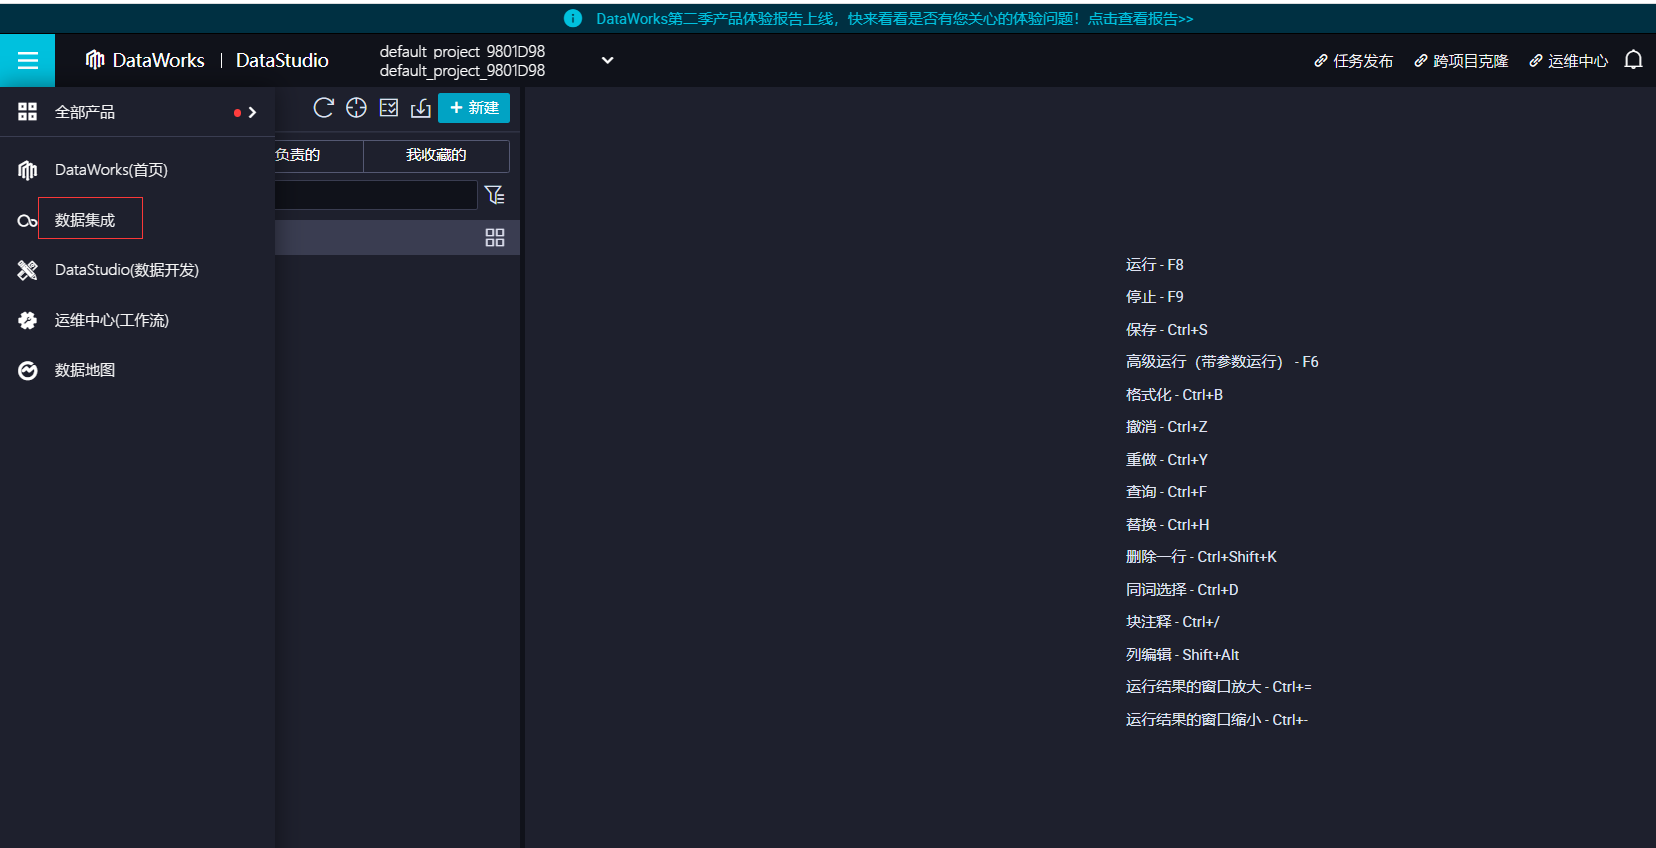 DataWorks第二季产品体验报告上线，快来看看是否有您关心的体验问题！点击查看报告>>
DataWorks | DataStudio
default_project_9801D98
default_project_9801D98
任务发布
跨项目克隆
运维中心
全部产品
新建
DataWorks(首页)
负责的
我收藏的
数据集成
DataStudio(数据开发)
运维中心(工作流)
数据地图
运行 - F8
停止 - F9
保存 - Ctrl+S
高级运行（带参数运行） - F6
格式化 - Ctrl+B
撤消 - Ctrl+Z
重做 - Ctrl+Y
查询 - Ctrl+F
替换 - Ctrl+H
删除一行 - Ctrl+Shift+K
同词选择 - Ctrl+D
块注释 - Ctrl+/
列编辑 - Shift+Alt
运行结果的窗口放大 - Ctrl+=
运行结果的窗口缩小 - Ctrl+-